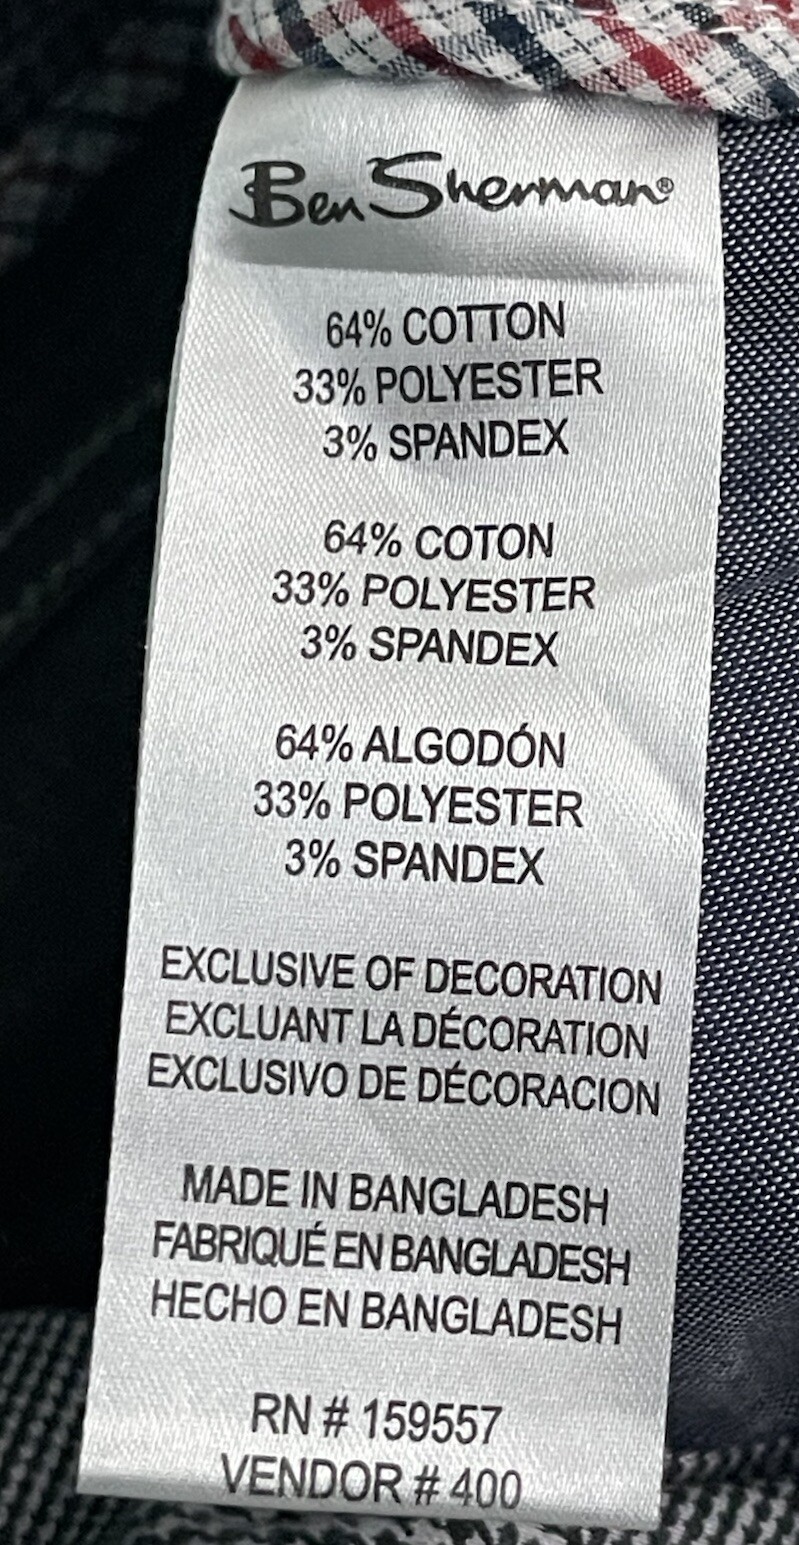 Ben Sherman®
64% COTTON
33% POLYESTER
3% SPANDEX
64% COTON
33% POLYESTER
3% SPANDEX
64% ALGODÓN
33% POLYESTER
3% SPANDEX
EXCLUSIVE OF DECORATION
EXCLUANT LA DÉCORATION
EXCLUSIVO DE DÉCORACION
MADE IN BANGLADESH
FABRIQUÉ EN BANGLADESH
HECHO EN BANGLADESH
RN # 159557
VENDOR # 400